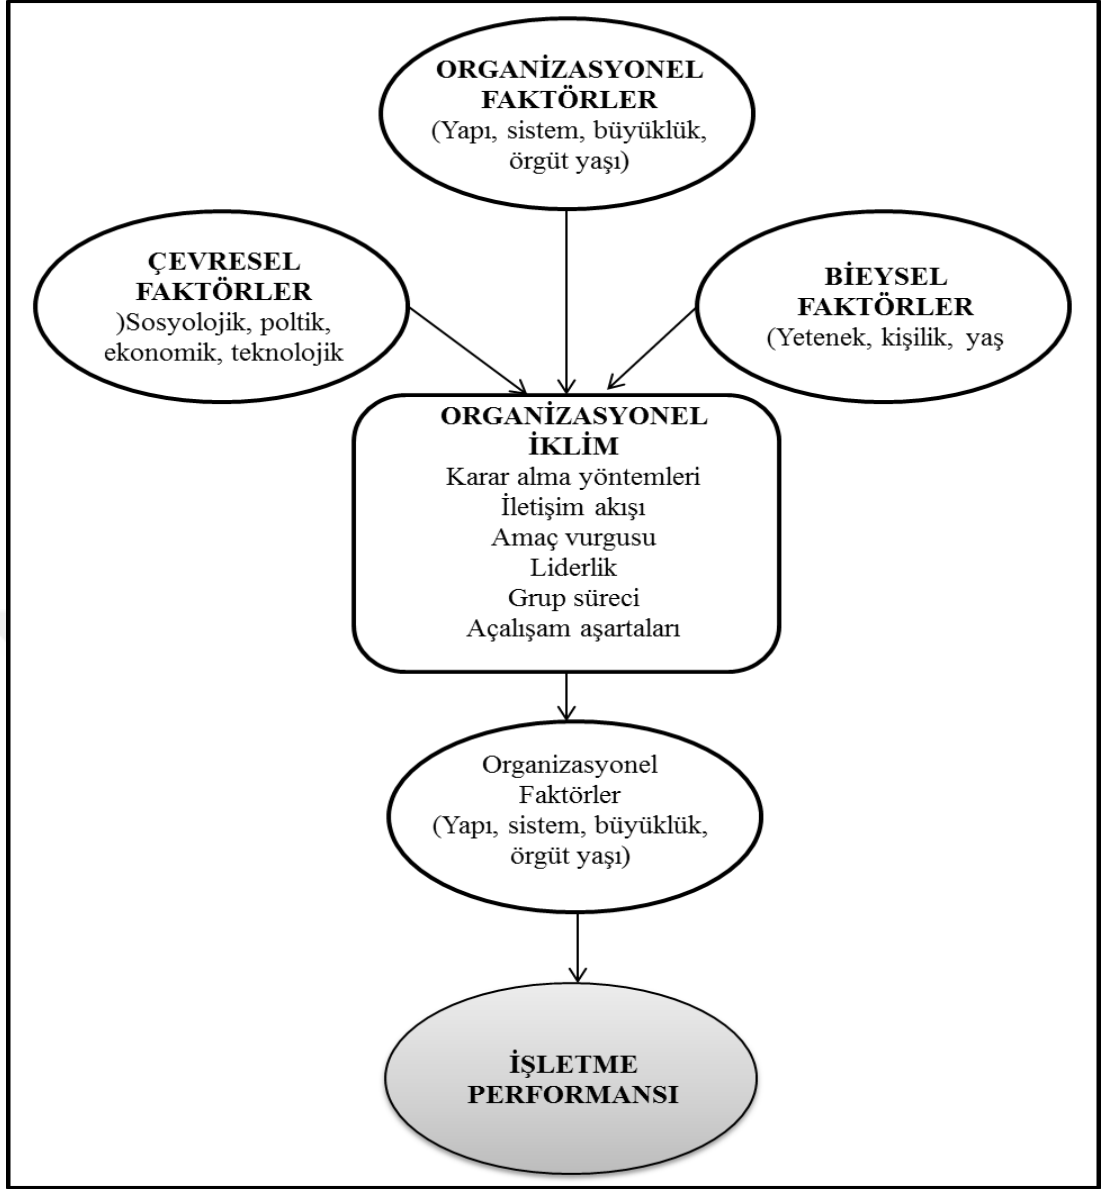 ORGANİZASYONEL
FAKTÖRLER
(Yapı, sistem, büyüklük,
örgüt yaşı)
ÇEVRESEL
FAKTÖRLER
)Sosyolojik, poltik,
ekonomik, teknolojik
BİEYSEL
FAKTÖRLER
(Yetenek, kişilik, yaş
ORGANİZASYONEL
İKLİM
Karar alma yöntemleri
İletişim akışı
Amaç vurgusu
Liderlik
Grup süreci
Açalışam aşartaları
Organizasyonel
Faktörler
(Yapı, sistem, büyüklük,
örgüt yaşı)
İŞLETME
PERFORMANSI